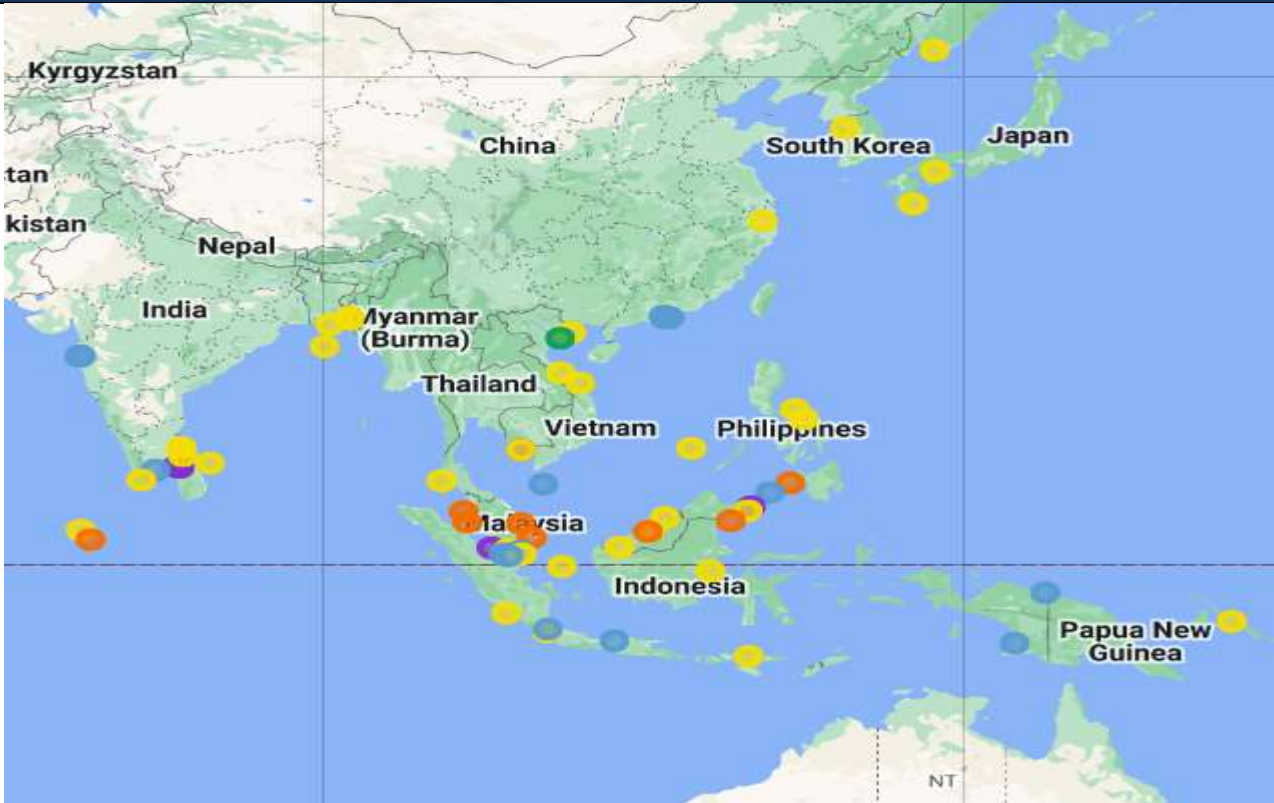 Kyrgyzstan
China
South Korea
Japan
tan
kistan
Nepal
India
Myanmar
(Burma)
Thailand
Vietnam
Philippines
Malaysia
Indonesia
Papua New
Guinea
NT